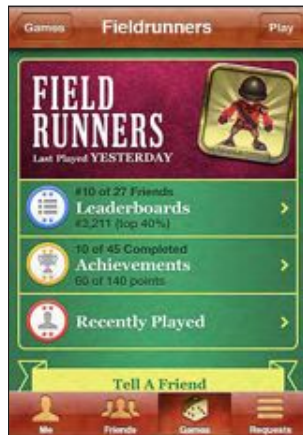 Games Fieldrunners Play
FIELD
RUNNERS
Last Played YESTERDAY
#10 of 27 Friends
Leaderboards
#3,211 (top 40%)
10 of 45 Completed
Achievements
60 of 140 points
Recently Played
Tell A Friend
Me Friends Games Requests